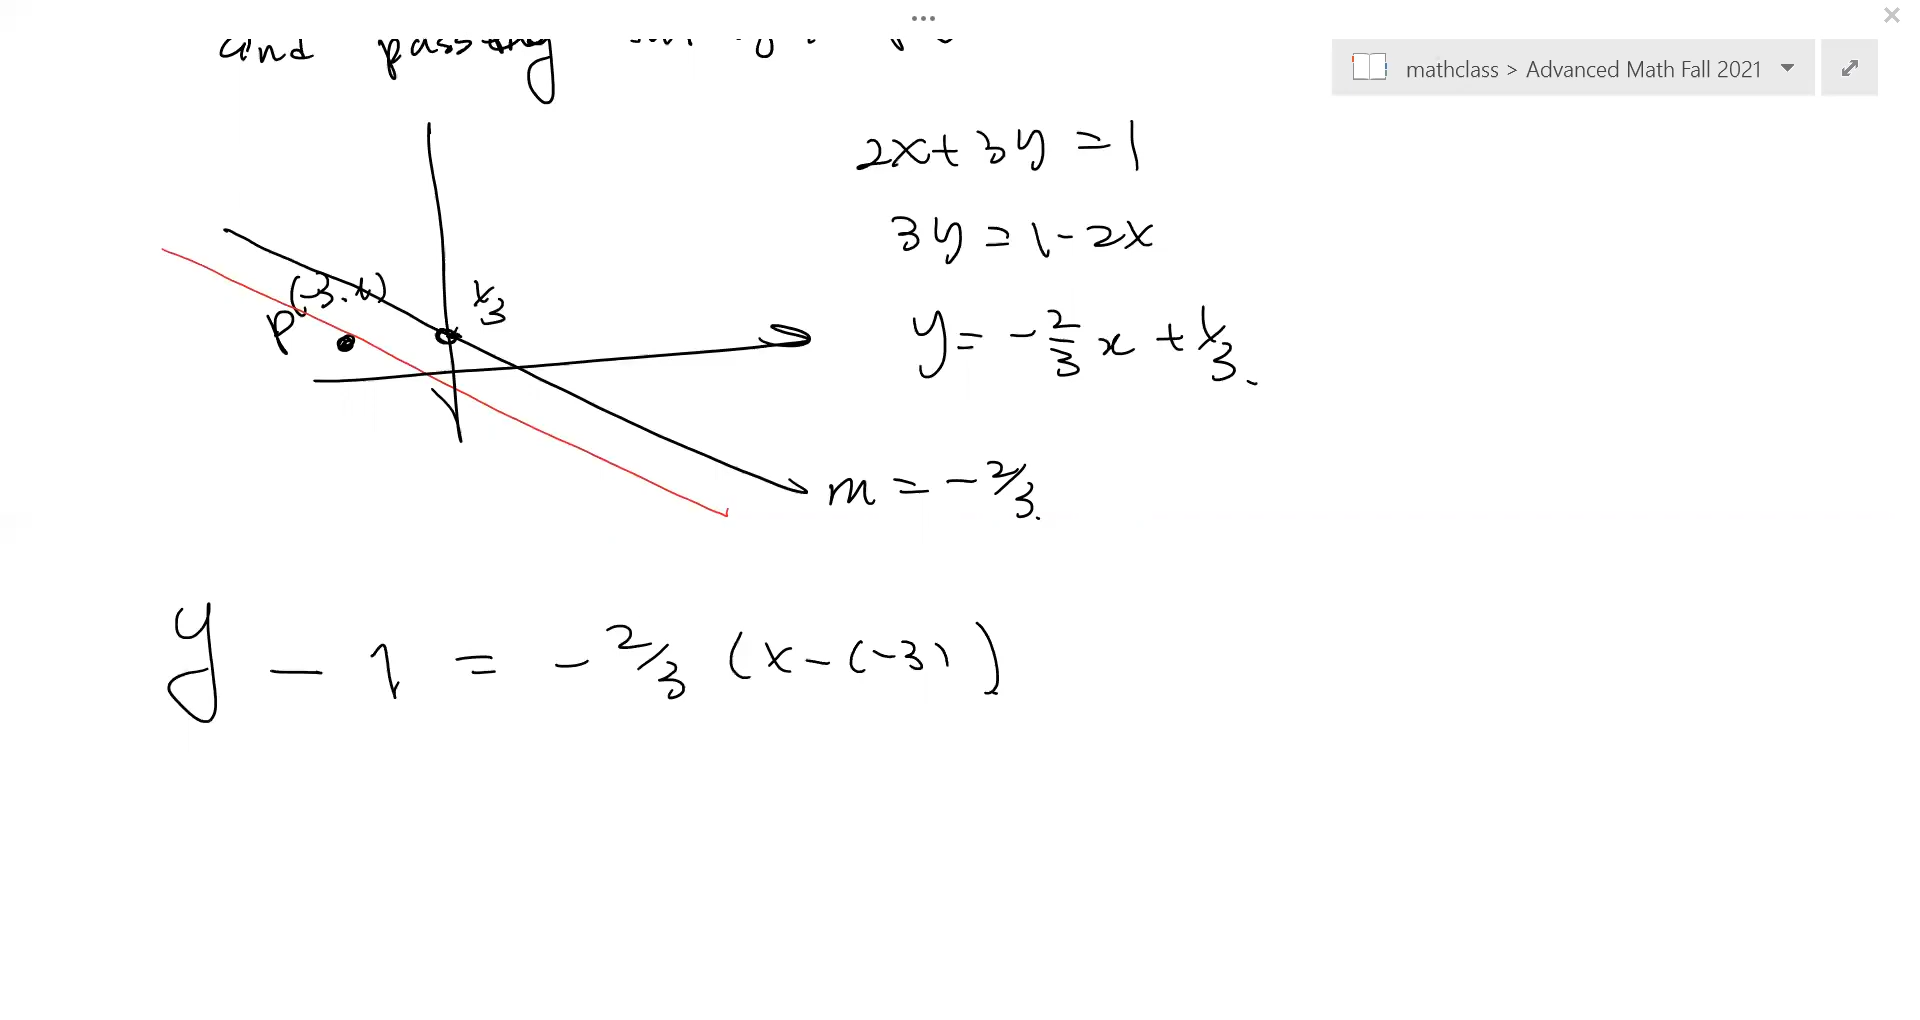 and passing
mathclass > Advanced Math Fall 2021
2x+3y=1
3y=1-2x
(-3,1)
P
1/3
y=-2/3x+1/3.
m=-2/3.
y-1=-2/3(x-(-3))